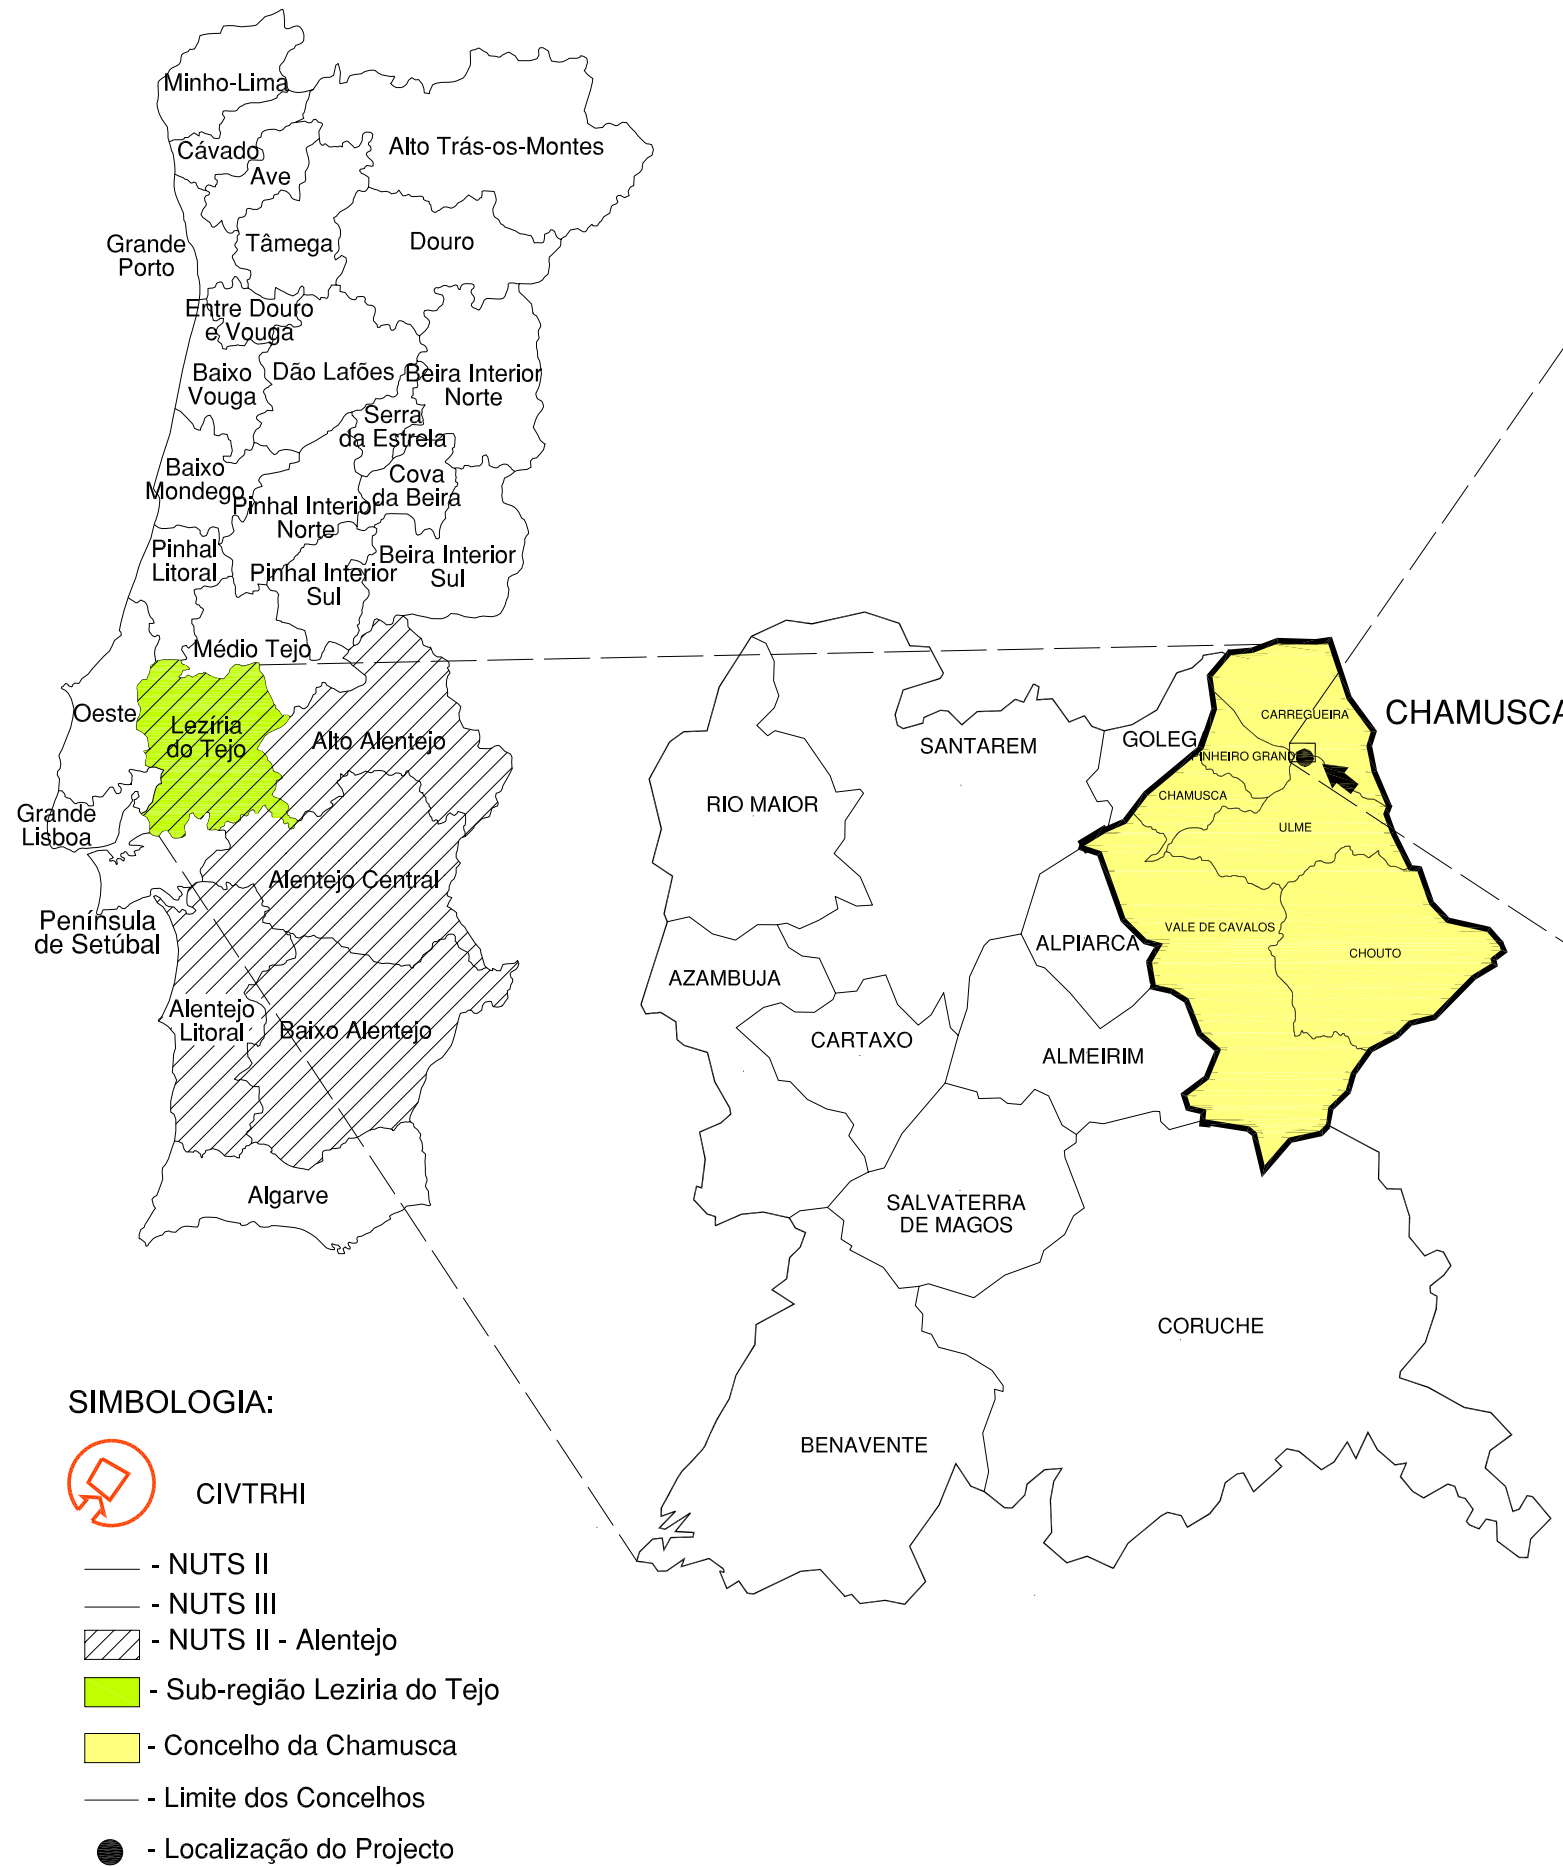 Minho-Lima
Cávado
Ave
Alto Trás-os-Montes
Grande
Porto
Tâmega
Douro
Entre Douro
e Vouga
Baixo
Vouga
Dão Lafões
Beira Interior
Norte
Serra
da Estrela
Baixo
Mondego
Cova
da Beira
Pinhal Interior
Norte
Pinhal
Litoral
Pinhal Interior
Sul
Beira Interior
Sul
Médio Tejo
Oeste
Lezíria
do Tejo
Alto Alentejo
Grande
Lisboa
Alentejo Central
Península
de Setúbal
Alentejo
Litoral
Baixo Alentejo
Algarve
SANTAREM
GOLEG
RIO MAIOR
CARREGUEIRA
CHAMUSCA
PINHEIRO GRANDE
CHAMUSCA
ULME
VALE DE CAVALOS
CHOUTO
ALPIARCA
AZAMBUJA
CARTAXO
ALMEIRIM
SALVATERRA
DE MAGOS
CORUCHE
BENAVENTE
SIMBOLOGIA:
CIVTRHI
- NUTS II
- NUTS III
- NUTS II - Alentejo
- Sub-região Leziria do Tejo
- Concelho da Chamusca
- Limite dos Concelhos
- Localização do Projecto